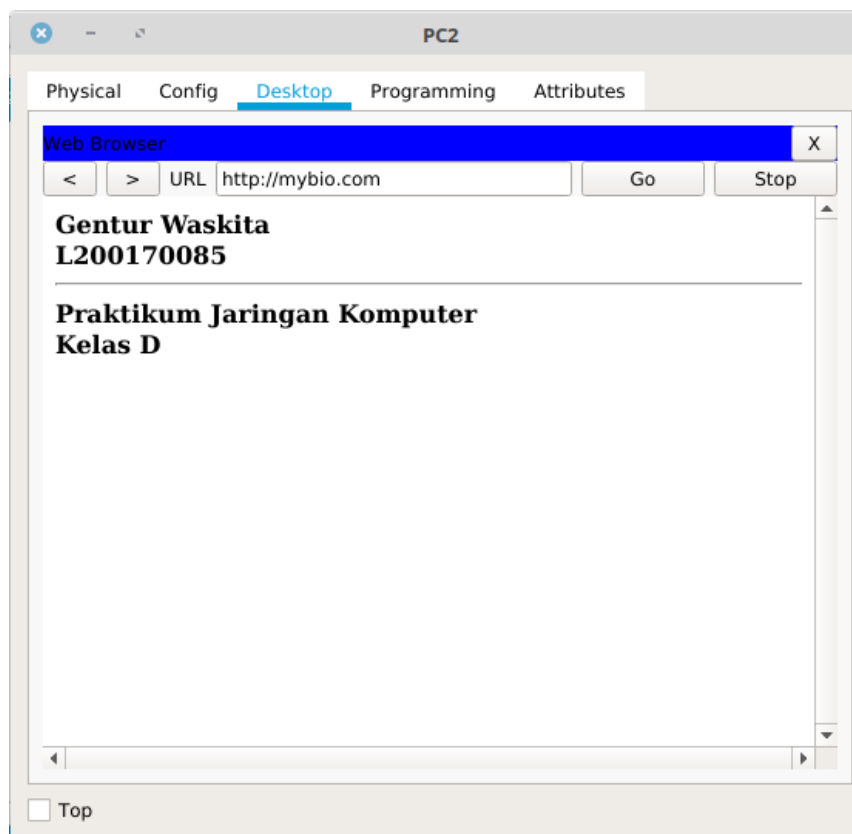 PC2
Physical Config Desktop Programming Attributes
Web Browser X
< > URL http://mybio.com Go Stop
Gentur Waskita
L200170085
Praktikum Jaringan Komputer
Kelas D
Top